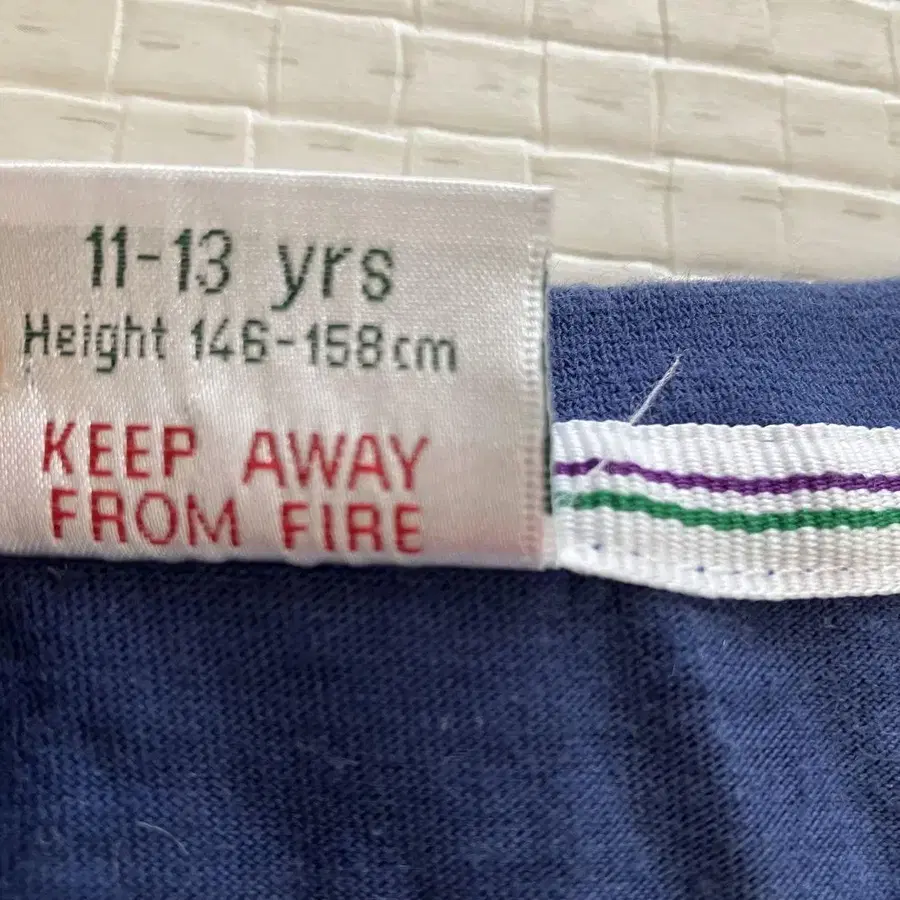 11-13 yrs
Height 146-158cm
KEEP AWAY
FROM FIRE